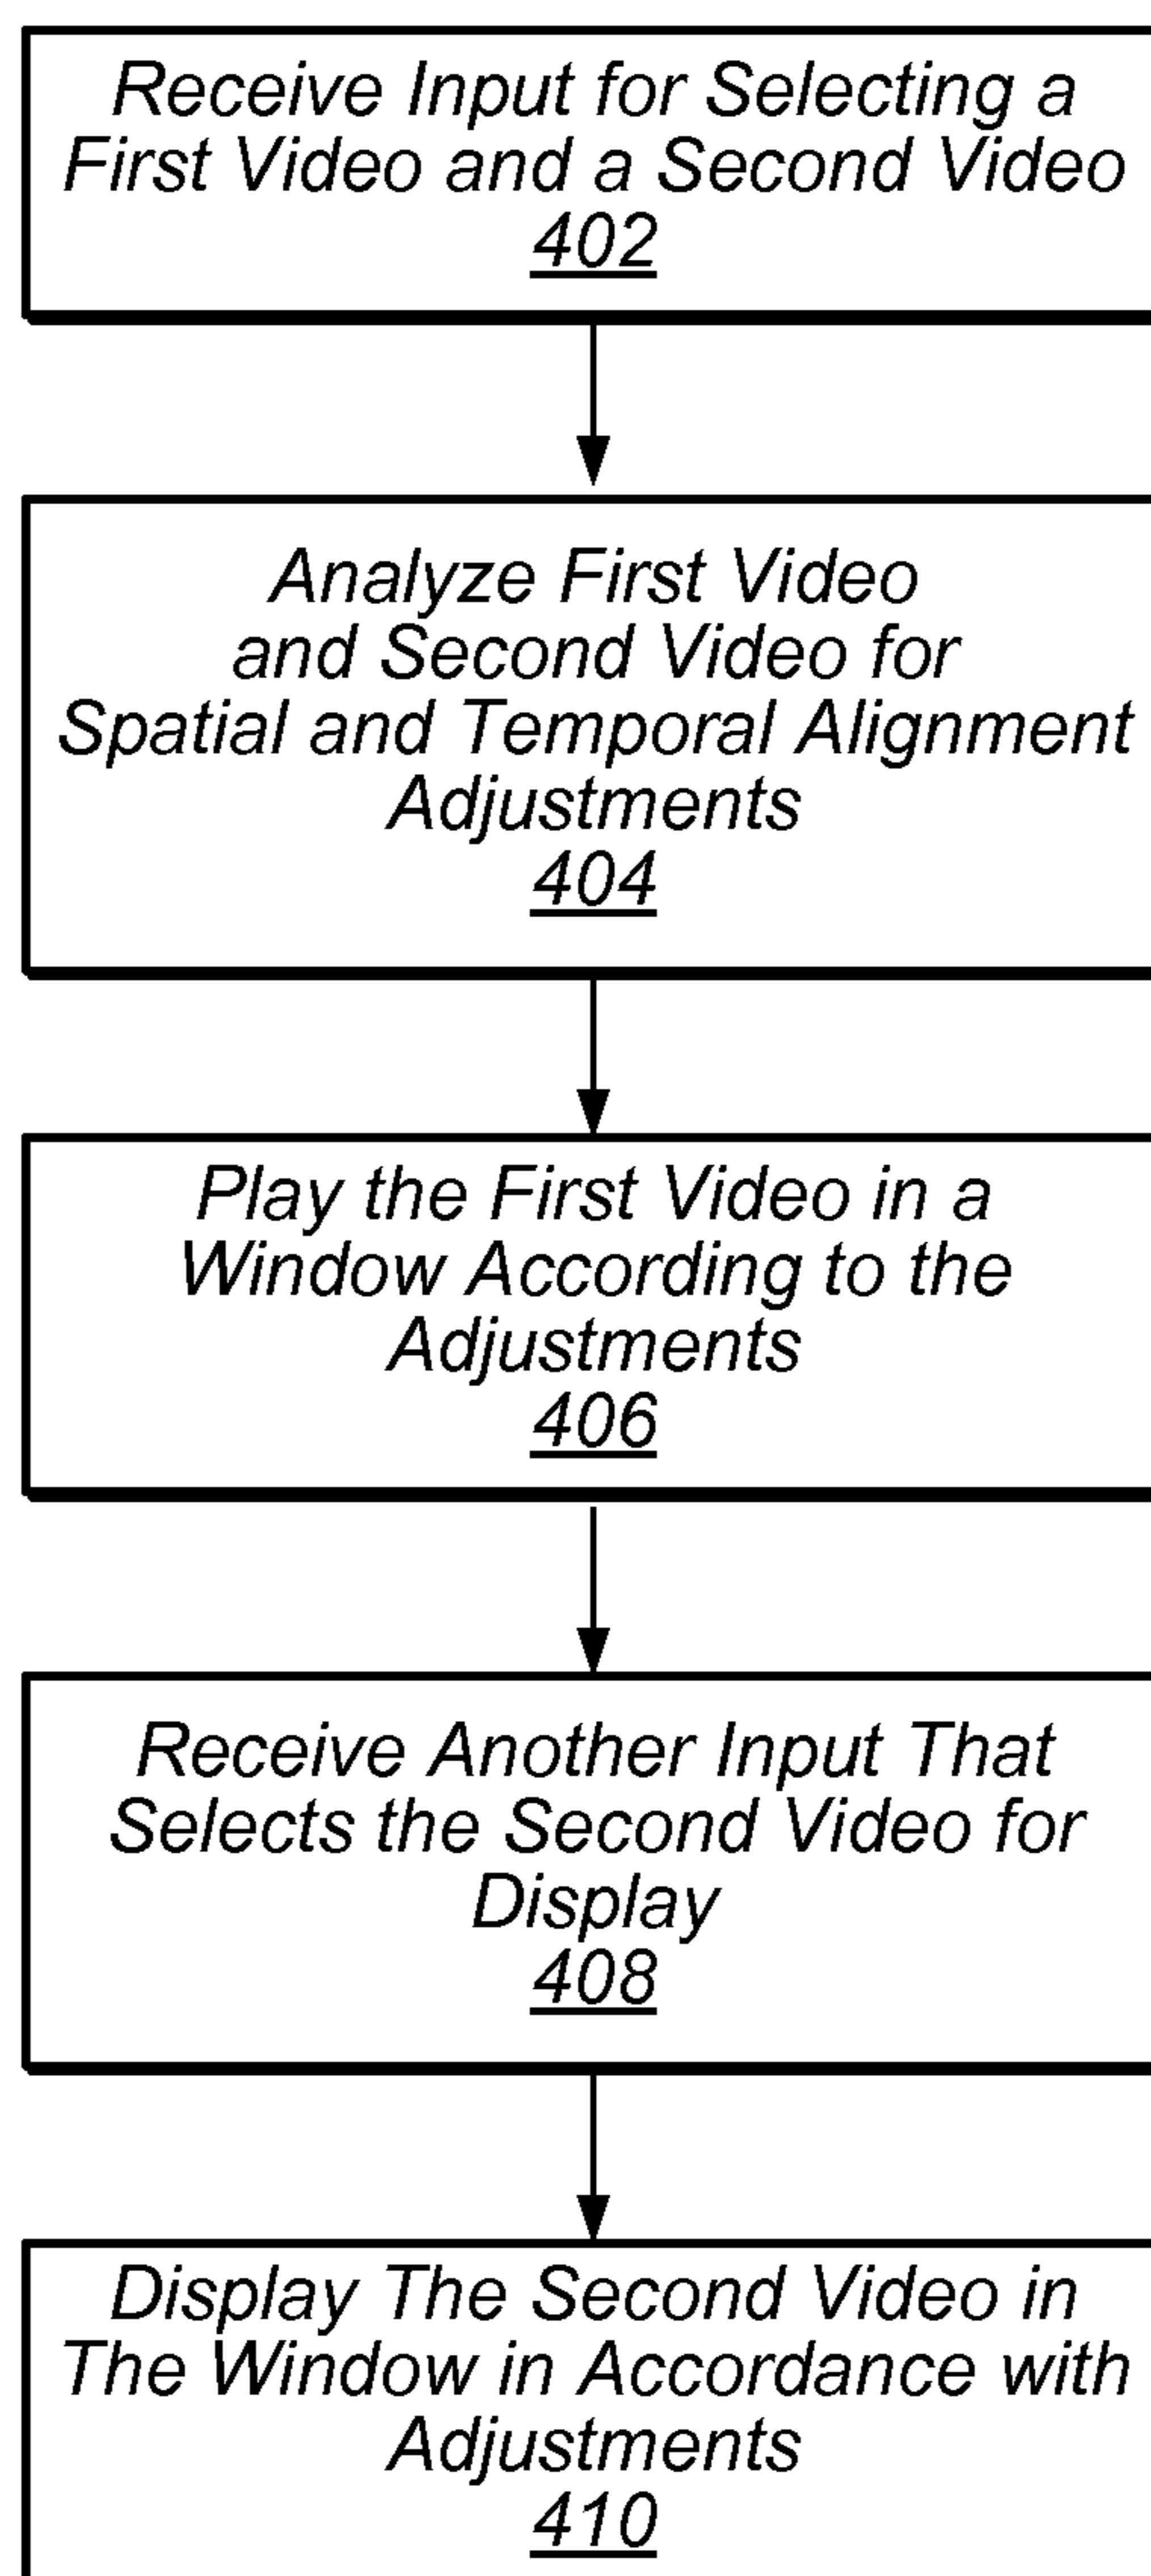 Receive Input for Selecting a
First Video and a Second Video
402
Analyze First Video
and Second Video for
Spatial and Temporal Alignment
Adjustments
404
Play the First Video in a
Window According to the
Adjustments
406
Receive Another Input That
Selects the Second Video for
Display
408
Display The Second Video in
The Window in Accordance with
Adjustments
410